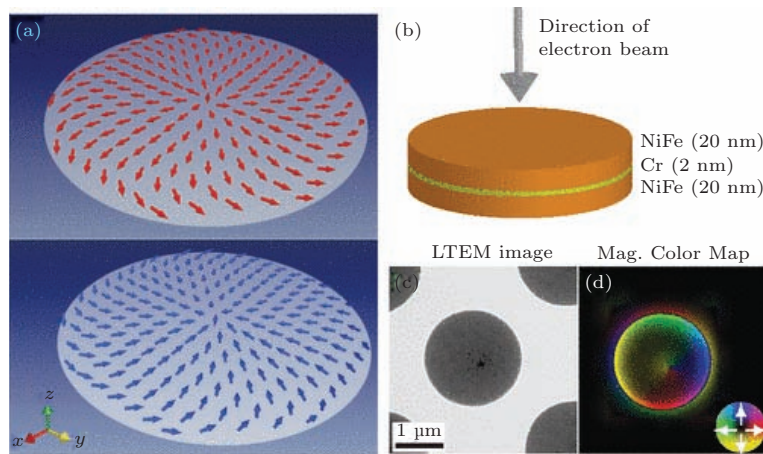 (a)
z
x
y
(b)
Direction of
electron beam
NiFe (20 nm)
Cr (2 nm)
NiFe (20 nm)
LTEM image
Mag. Color Map
(c)
1 µm
(d)